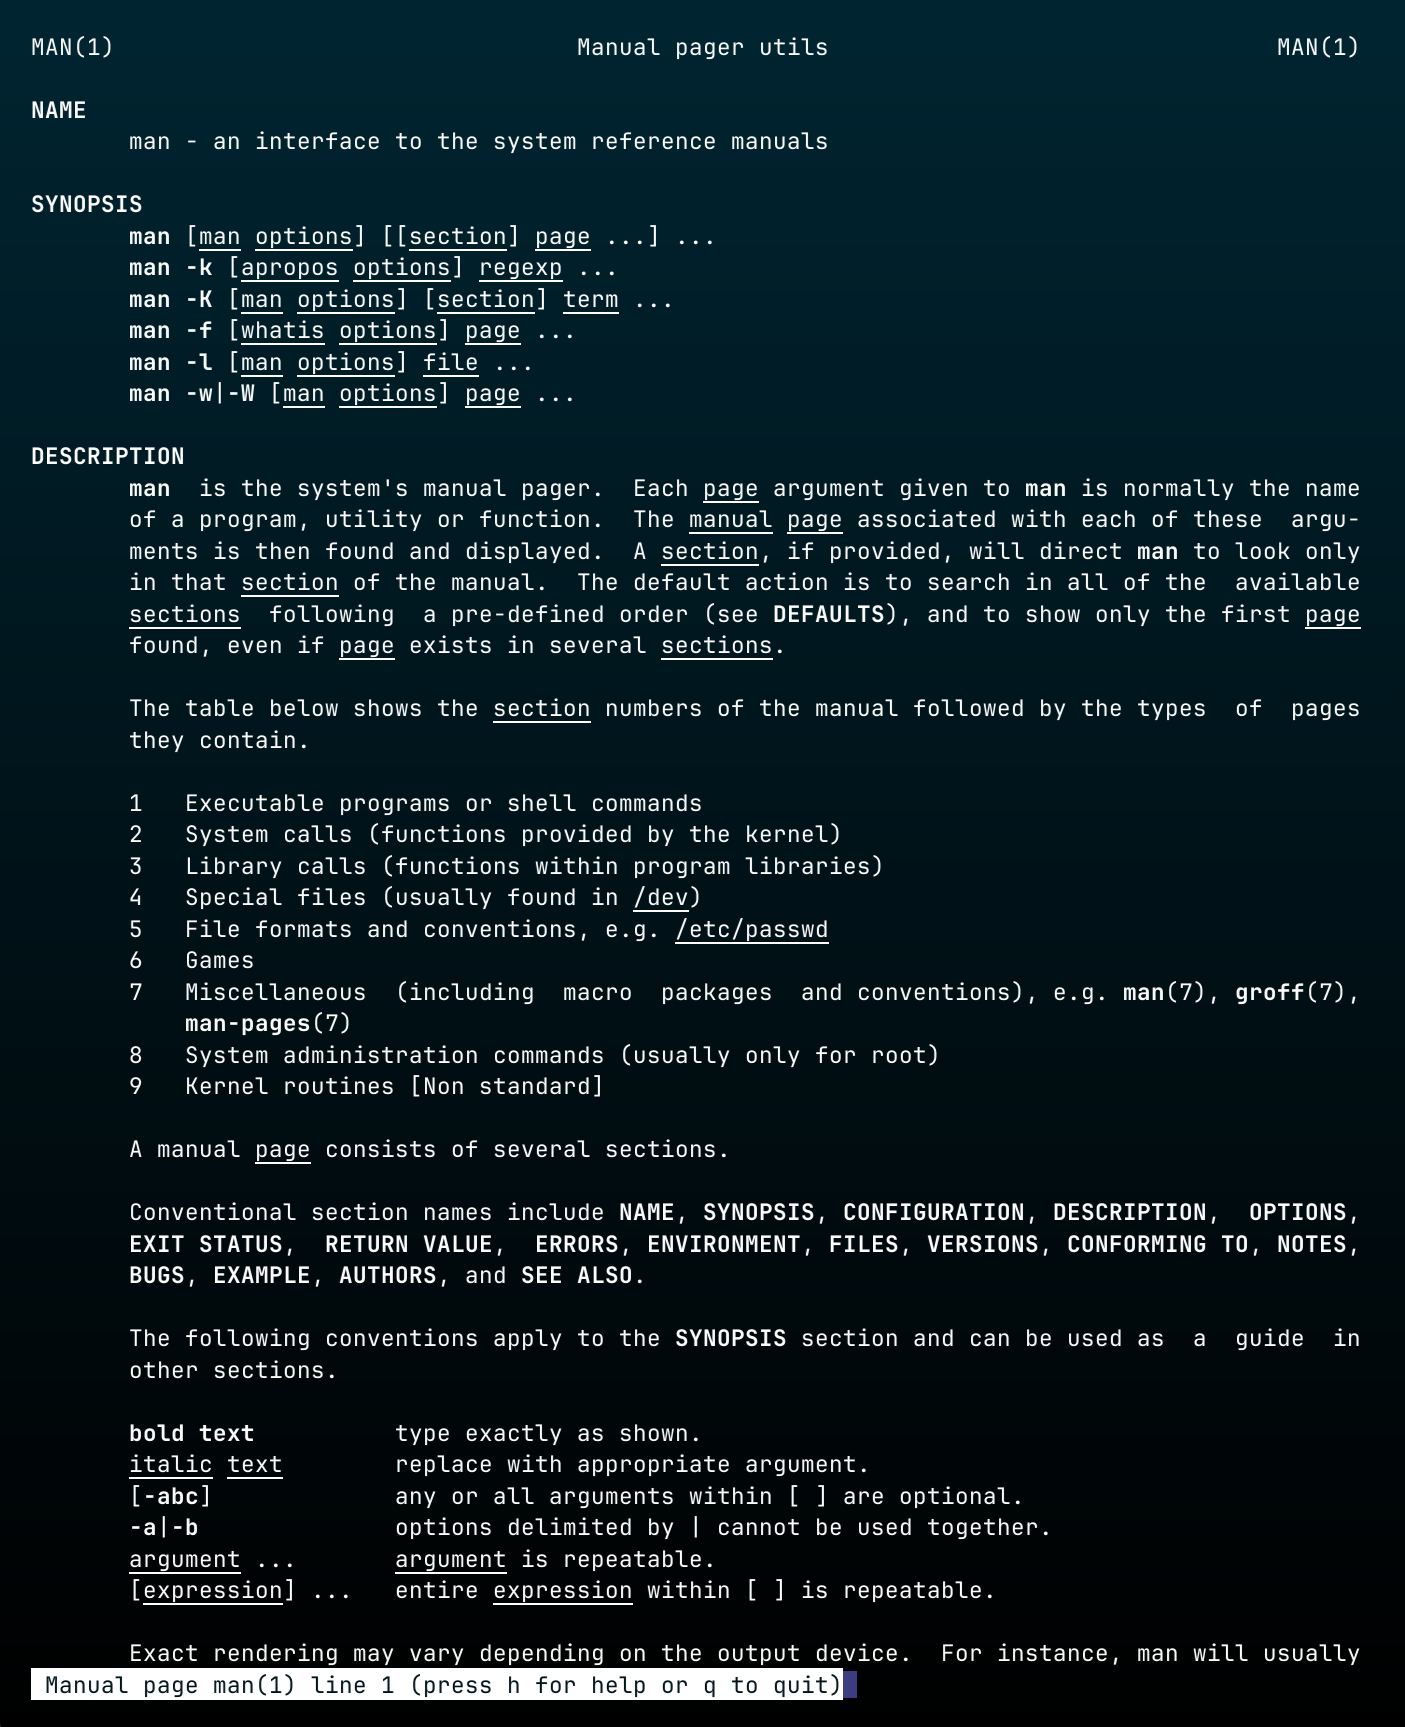 MAN(1)                                 Manual pager utils                                MAN(1)
NAME
       man - an interface to the system reference manuals
SYNOPSIS
       man [man options] [[section] page ...] ...
       man -k [apropos options] regexp ...
       man -K [man options] [section] term ...
       man -f [whatis options] page ...
       man -l [man options] file ...
       man -w|-W [man options] page ...
DESCRIPTION
       man  is the system's manual pager.  Each page argument given to man is normally the name
       of a program, utility or function.  The manual page associated with each of these  argu-
       ments is then found and displayed.  A section, if provided, will direct man to look only
       in that section of the manual.  The default action is to search in all of the  available
       sections  following  a pre-defined order (see DEFAULTS), and to show only the first page
       found, even if page exists in several sections.
       The table below shows the section numbers of the manual followed by the types  of  pages
       they contain.
       1   Executable programs or shell commands
       2   System calls (functions provided by the kernel)
       3   Library calls (functions within program libraries)
       4   Special files (usually found in /dev)
       5   File formats and conventions, e.g. /etc/passwd
       6   Games
       7   Miscellaneous  (including  macro  packages  and conventions), e.g. man(7), groff(7),
           man-pages(7)
       8   System administration commands (usually only for root)
       9   Kernel routines [Non standard]
       A manual page consists of several sections.
       Conventional section names include NAME, SYNOPSIS, CONFIGURATION, DESCRIPTION,  OPTIONS,
       EXIT STATUS,  RETURN VALUE,  ERRORS, ENVIRONMENT, FILES, VERSIONS, CONFORMING TO, NOTES,
       BUGS, EXAMPLE, AUTHORS, and SEE ALSO.
       The following conventions apply to the SYNOPSIS section and can be used as  a  guide  in
       other sections.
       bold text          type exactly as shown.
       italic text        replace with appropriate argument.
       [-abc]             any or all arguments within [ ] are optional.
       -a|-b              options delimited by | cannot be used together.
       argument ...       argument is repeatable.
       [expression] ...   entire expression within [ ] is repeatable.
       Exact rendering may vary depending on the output device.  For instance, man will usually
 Manual page man(1) line 1 (press h for help or q to quit)